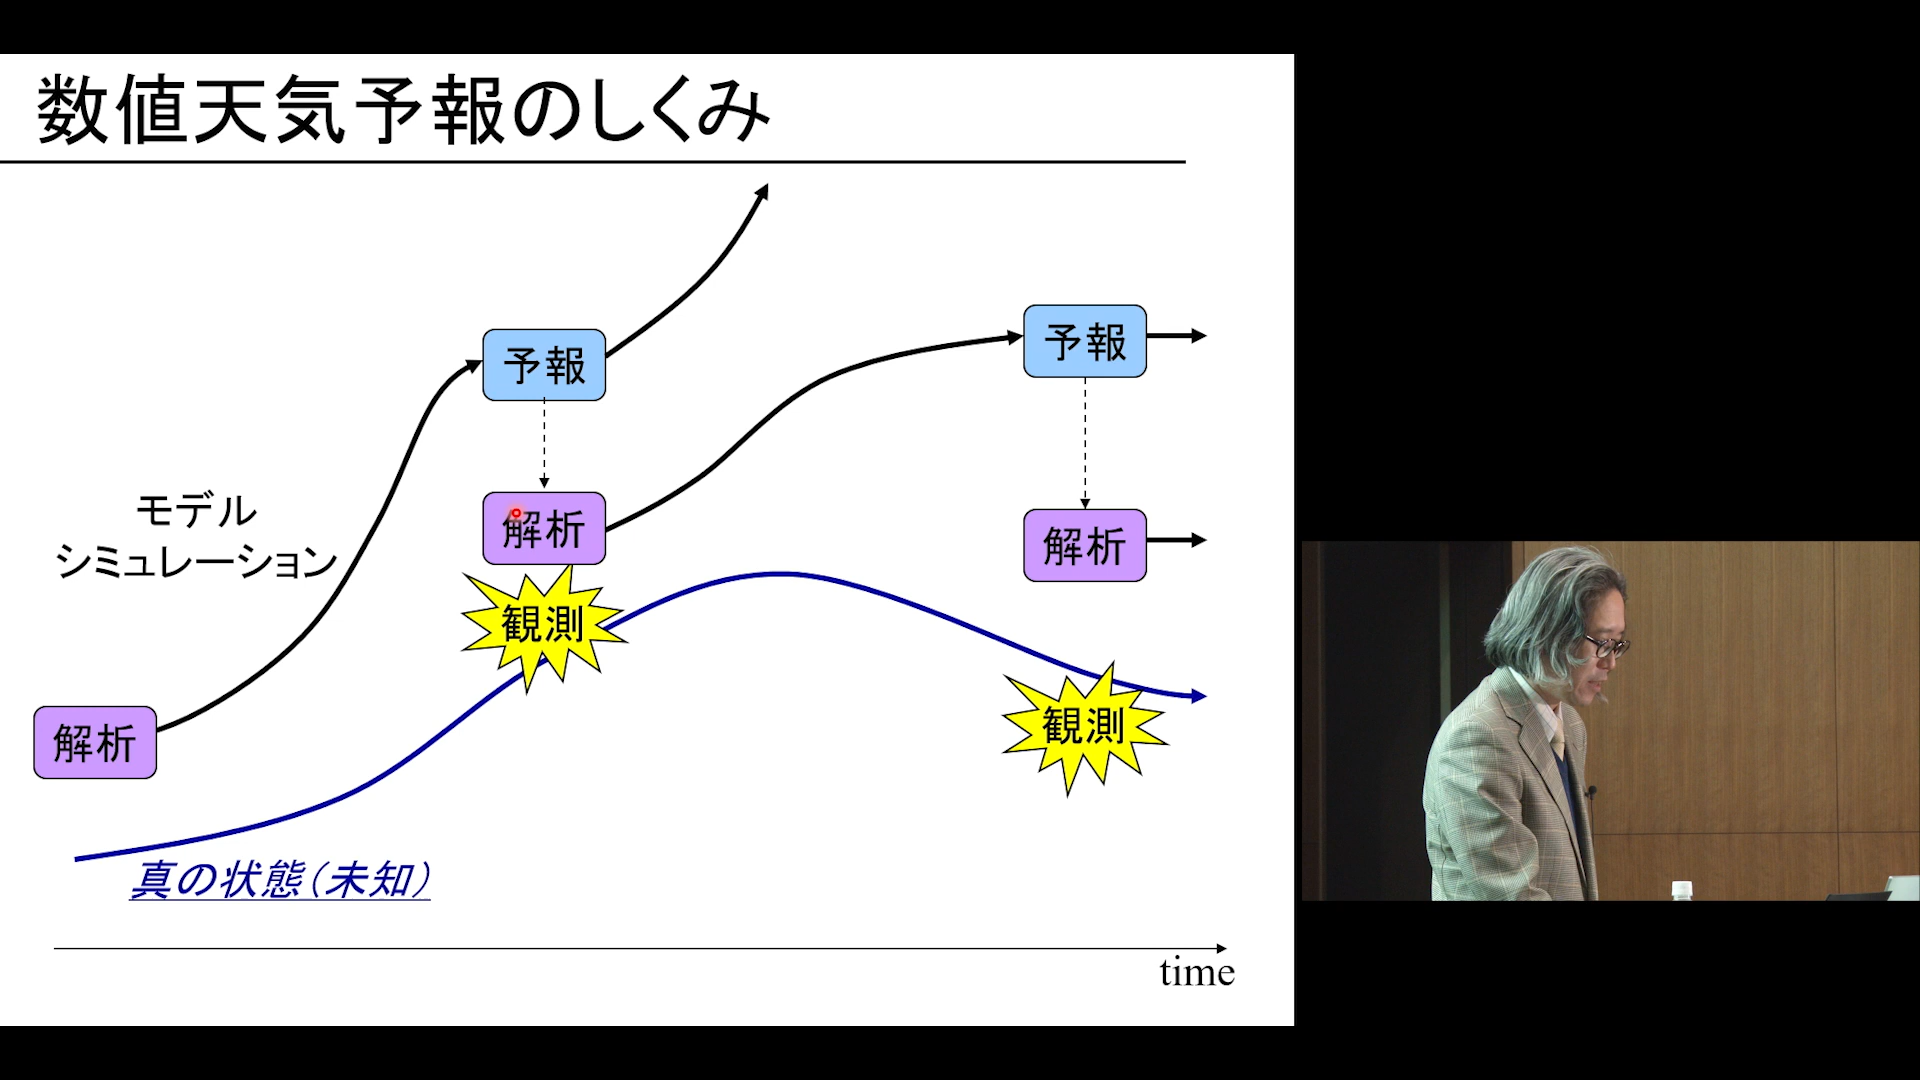 数値天気予報のしくみ
予報
予報
モデル
シミュレーション
解析
解析
観測
解析
観測
真の状態(未知)
time